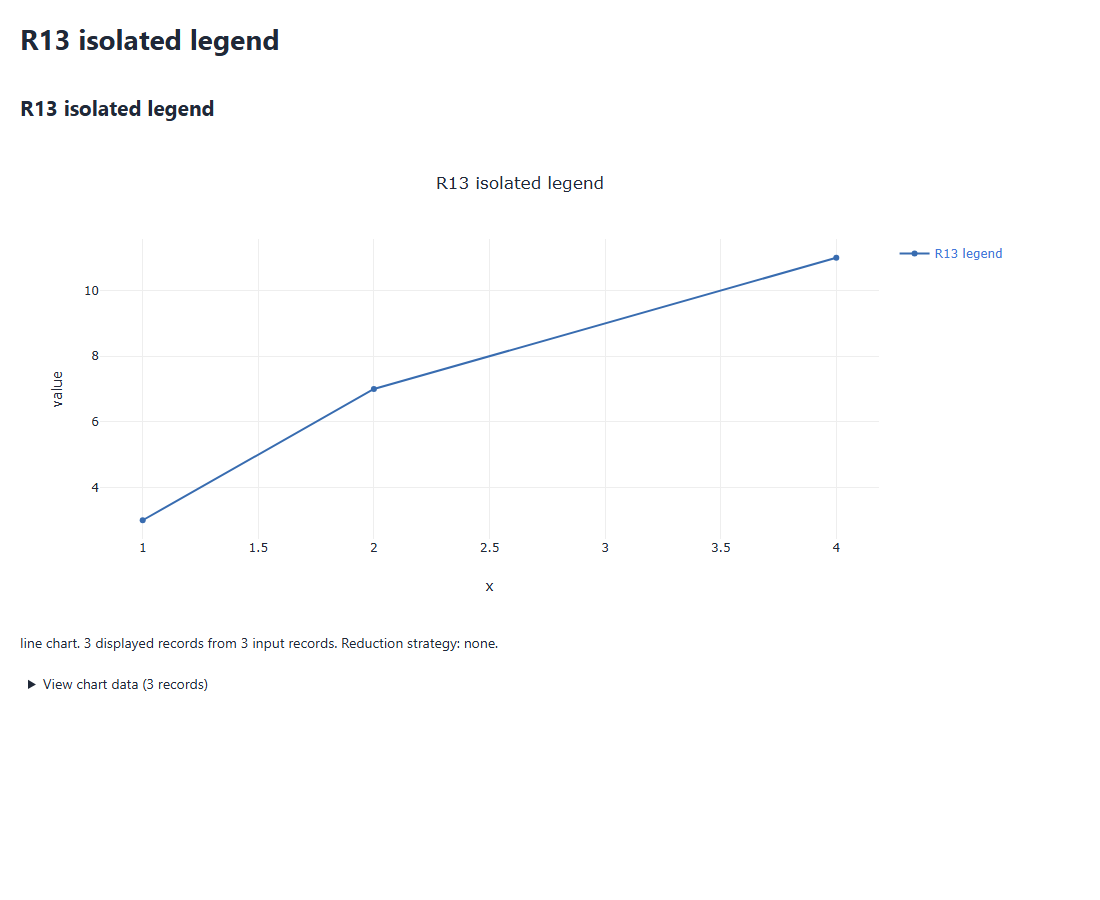 R13 isolated legend
R13 isolated legend
R13 isolated legend
R13 legend
10
8
6
4
value
1 1.5 2 2.5 3 3.5 4
x
line chart. 3 displayed records from 3 input records. Reduction strategy: none.
View chart data (3 records)